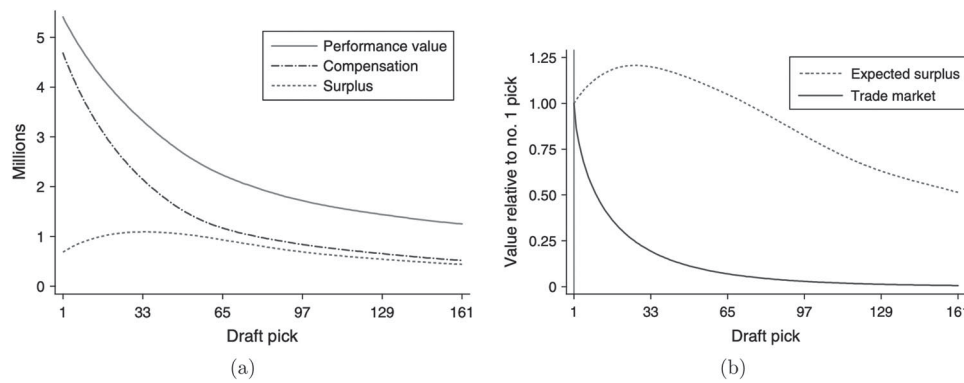 Millions
5
4
3
2
1
0
Performance value
Compensation
Surplus
1 33 65 97 129 161
Draft pick
(a)
Value relative to no. 1 pick
1.25
1.00
0.75
0.50
0.25
0
Expected surplus
Trade market
1 33 65 97 129 161
Draft pick
(b)